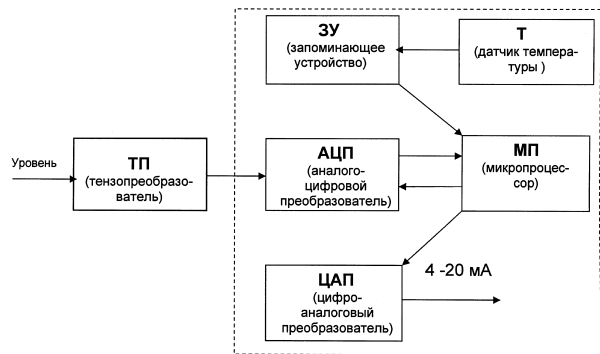 ЗУ
(запоминающее
устройство)
Т
(датчик темпера-
туры )
Уровень
ТП
(тензопреобразо-
ватель)
АЦП
(аналого-
цифровой
преобразователь)
МП
(микропроцес-
сор)
ЦАП
(цифро-
аналоговый
преобразователь)
4 -20 мА